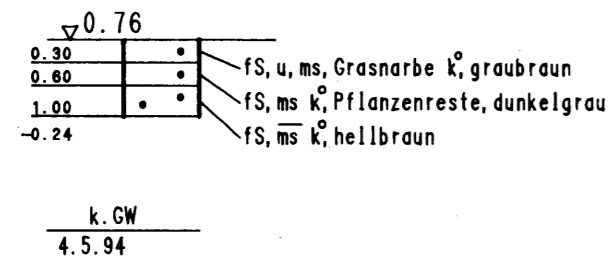 ▽0.76
0.30
fS, u, ms, Grasnarbe k°, graubraun
0.60
fS, ms k°, Pflanzenreste, dunkelgrau
1.00
-0.24
fS, m̅s̅ k°, hellbraun
k. GW
4.5.94